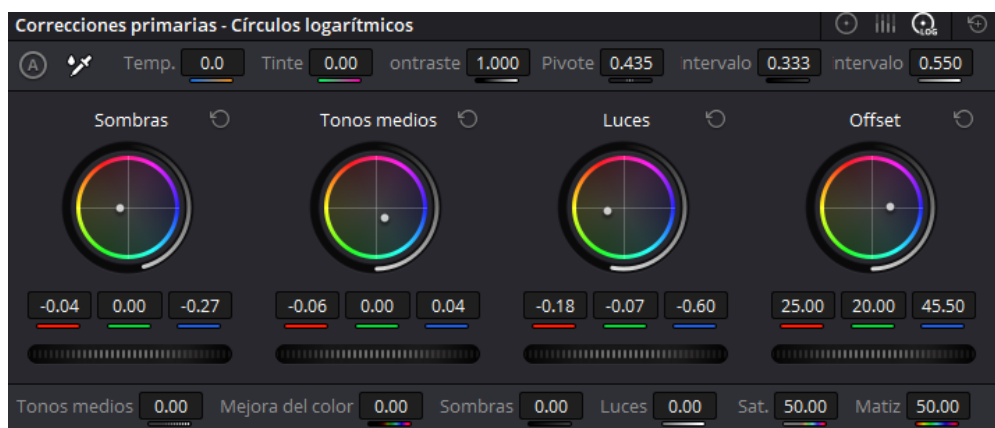 Correcciones primarias - Círculos logarítmicos LOG
A Temp. 0.0 Tinte 0.00 ontraste 1.000 Pivote 0.435 ntervalo 0.333 ntervalo 0.550
Sombras Tonos medios Luces Offset
-0.04 0.00 -0.27 -0.06 0.00 0.04 -0.18 -0.07 -0.60 25.00 20.00 45.50
Tonos medios 0.00 Mejora del color 0.00 Sombras 0.00 Luces 0.00 Sat. 50.00 Matiz 50.00